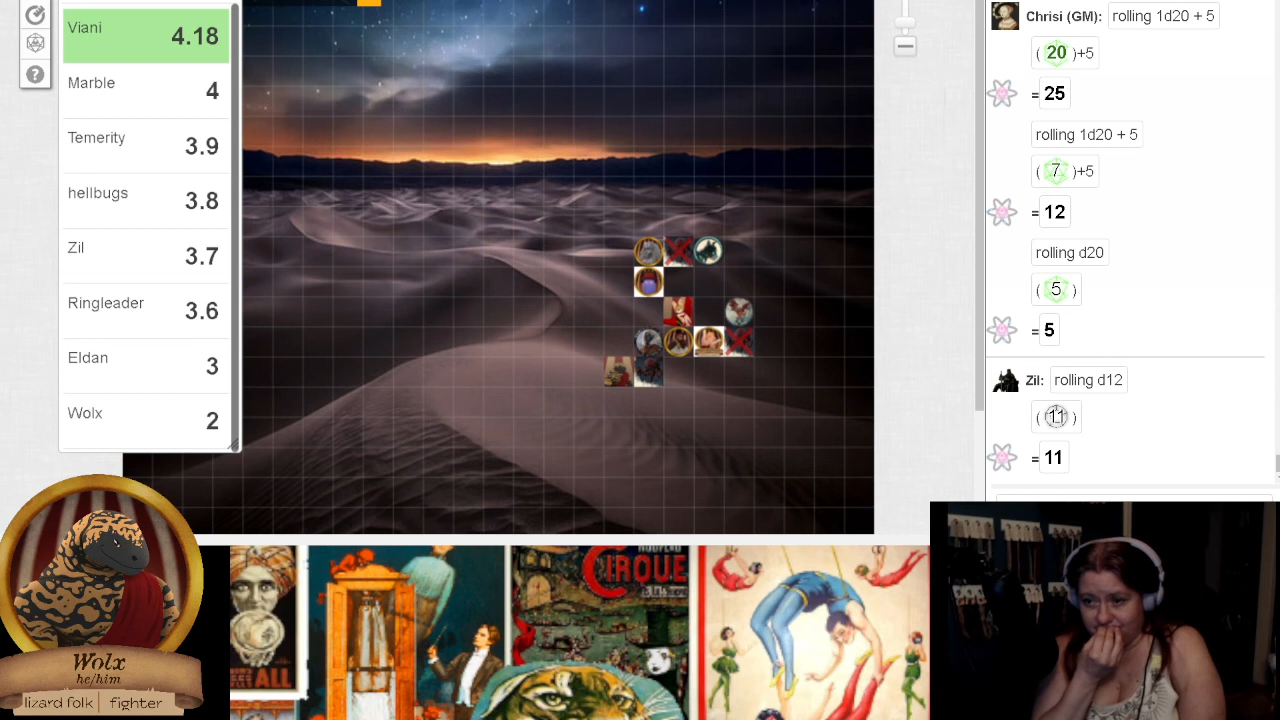 Viani
4.18
Marble
4
Temerity
3.9
hellbugs
3.8
Zil
3.7
Ringleader
3.6
Eldan
3
Wolx
2
Chrisi (GM): rolling 1d20 + 5
( 20 )+5
= 25
rolling 1d20 + 5
( 7 )+5
= 12
rolling d20
( 5 )
= 5
Zil: rolling d12
( 11 )
= 11
Wolx
he/him
lizard folk | fighter
ALL
CIRQUE